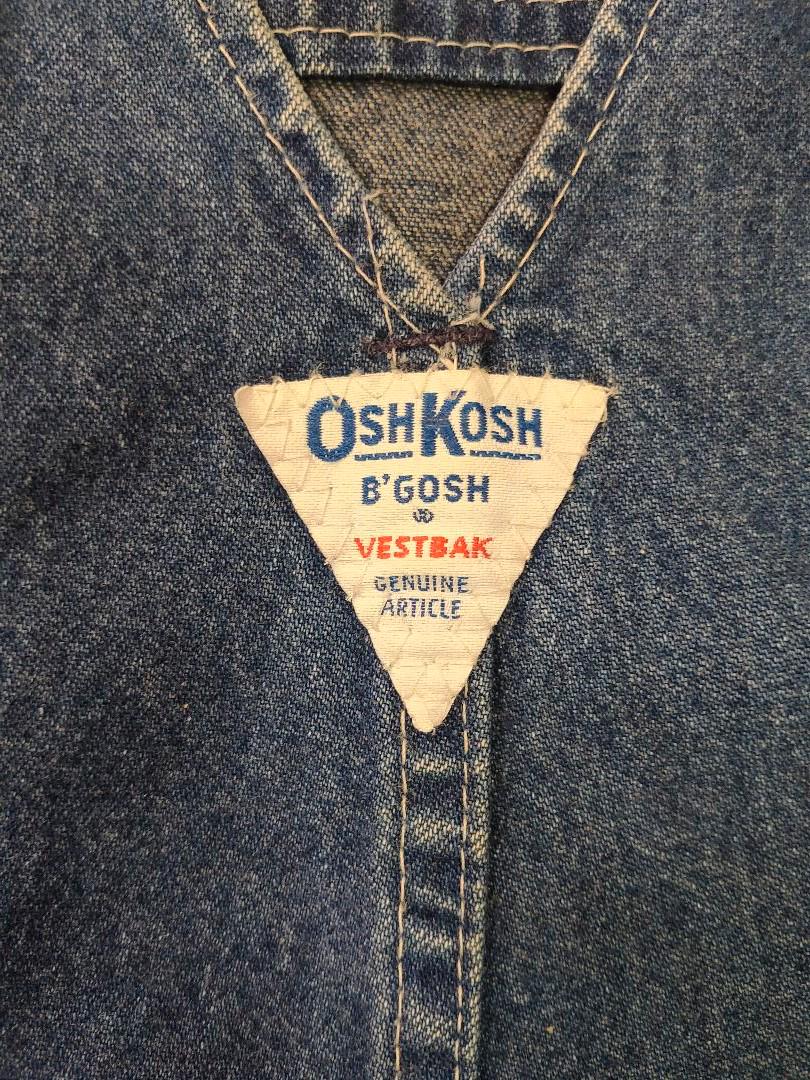 OSHKOSH
B'GOSH
®
VESTBAK
GENUINE
ARTICLE